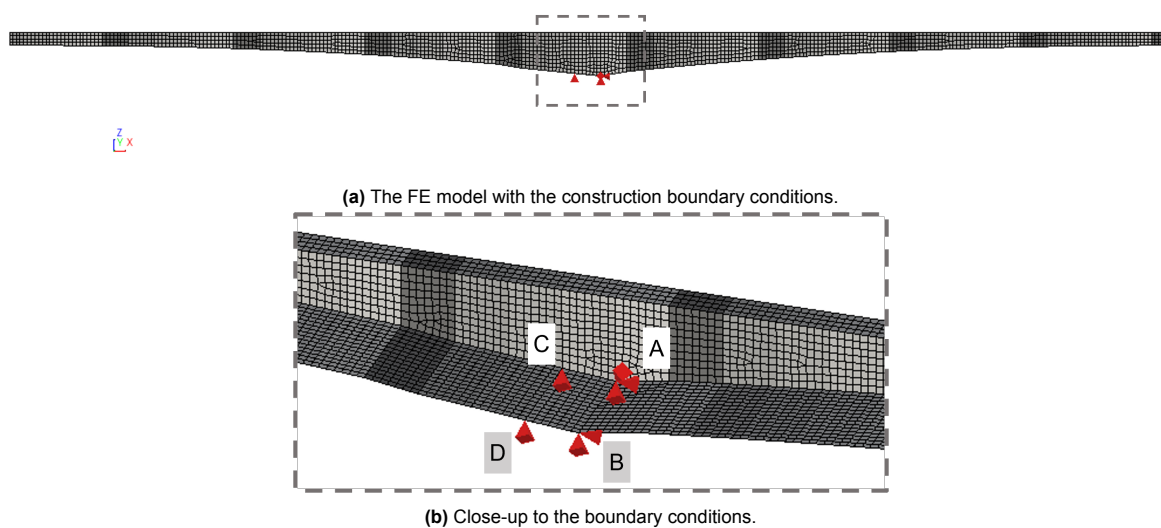 Z
Y X
(a) The FE model with the construction boundary conditions.
C
A
D
B
(b) Close-up to the boundary conditions.